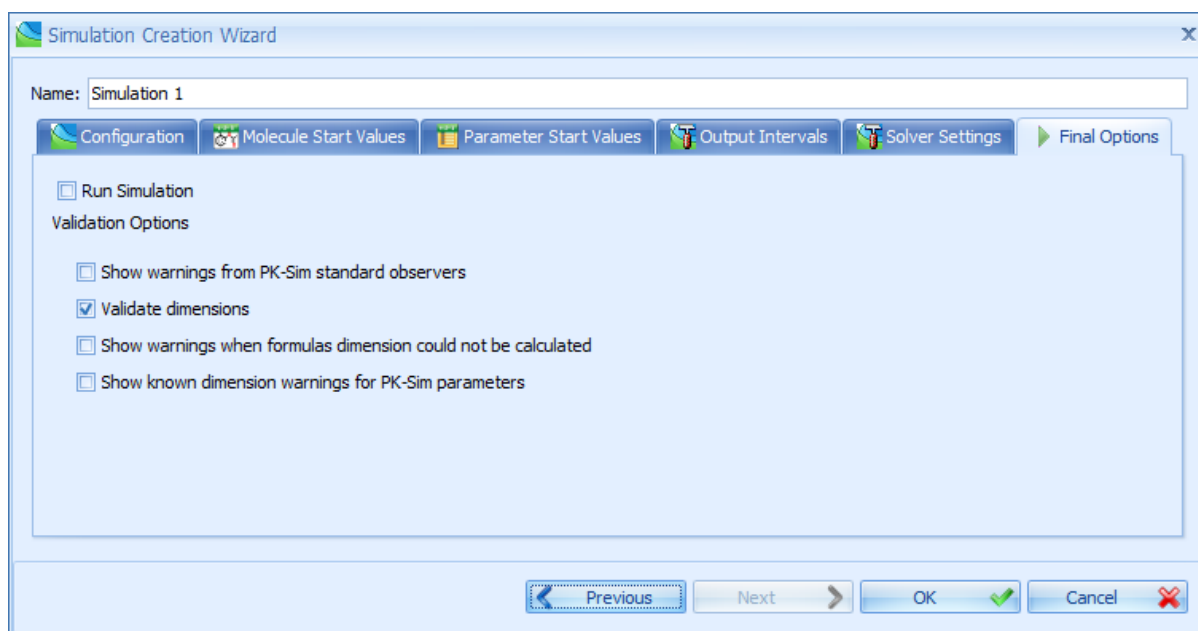 Simulation Creation Wizard
Name: Simulation 1
Configuration Molecule Start Values Parameter Start Values Output Intervals Solver Settings Final Options
Run Simulation
Validation Options
Show warnings from PK-Sim standard observers
Validate dimensions
Show warnings when formulas dimension could not be calculated
Show known dimension warnings for PK-Sim parameters
Previous Next OK Cancel